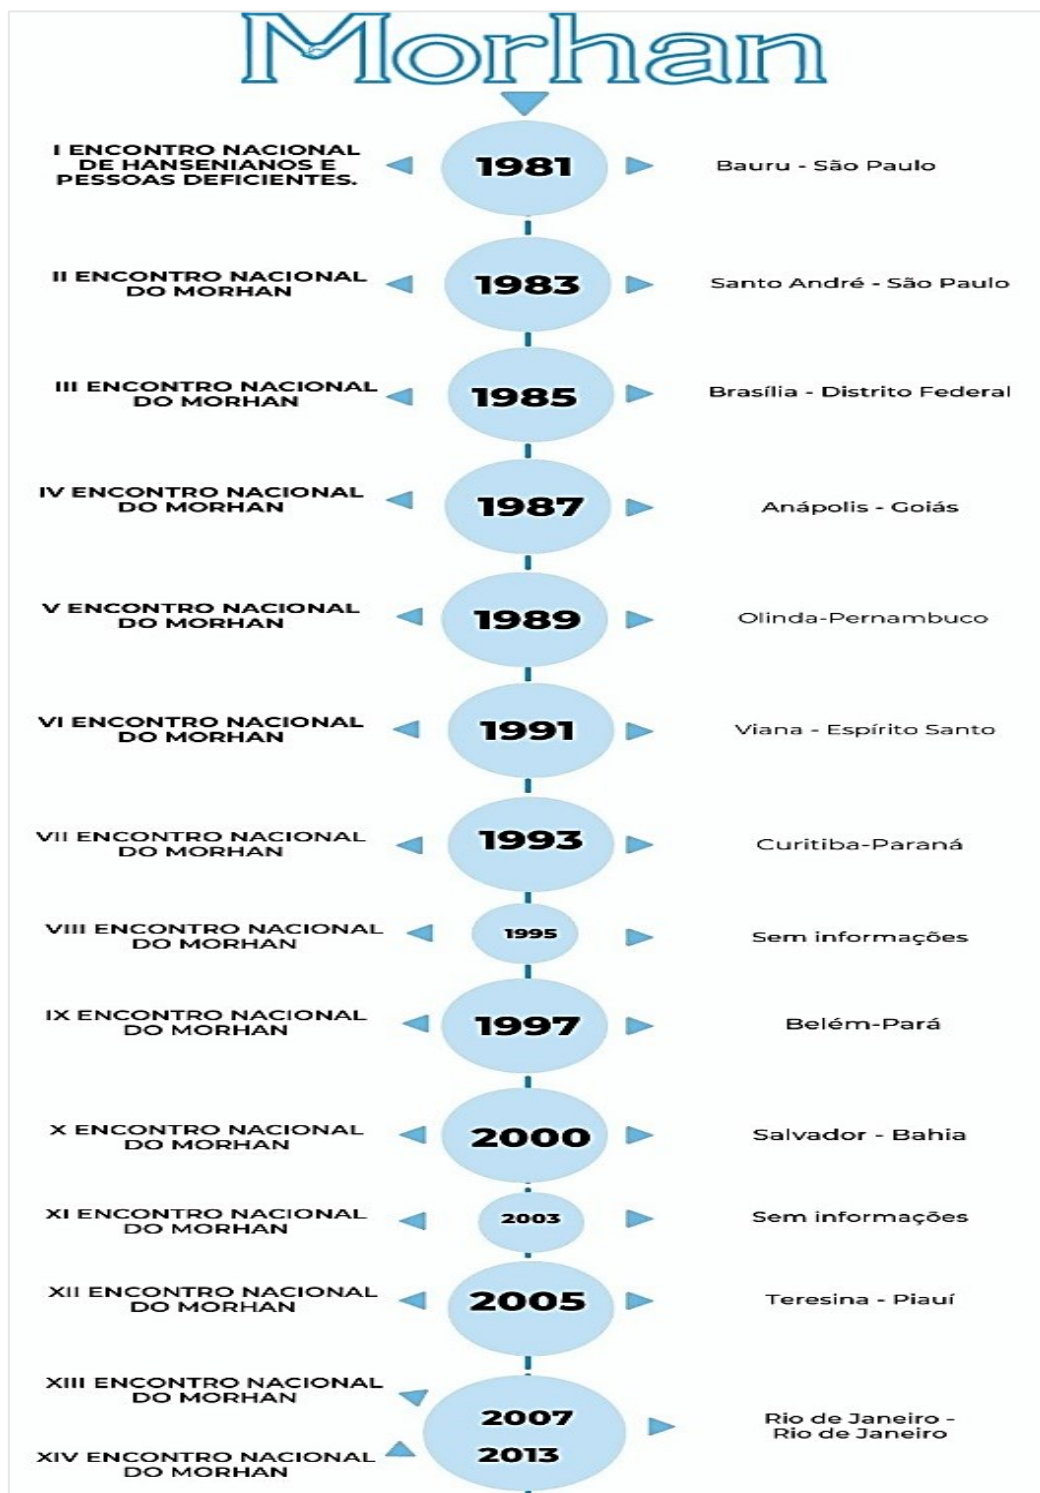 Morhan
I ENCONTRO NACIONAL
DE HANSENIANOS E
PESSOAS DEFICIENTES.
1981
Bauru - São Paulo
II ENCONTRO NACIONAL
DO MORHAN
1983
Santo André - São Paulo
III ENCONTRO NACIONAL
DO MORHAN
1985
Brasília - Distrito Federal
IV ENCONTRO NACIONAL
DO MORHAN
1987
Anápolis - Goiás
V ENCONTRO NACIONAL
DO MORHAN
1989
Olinda-Pernambuco
VI ENCONTRO NACIONAL
DO MORHAN
1991
Viana - Espírito Santo
VII ENCONTRO NACIONAL
DO MORHAN
1993
Curitiba-Paraná
VIII ENCONTRO NACIONAL
DO MORHAN
1995
Sem informações
IX ENCONTRO NACIONAL
DO MORHAN
1997
Belém-Pará
X ENCONTRO NACIONAL
DO MORHAN
2000
Salvador - Bahia
XI ENCONTRO NACIONAL
DO MORHAN
2003
Sem informações
XII ENCONTRO NACIONAL
DO MORHAN
2005
Teresina - Piauí
XIII ENCONTRO NACIONAL
DO MORHAN
2007
XIV ENCONTRO NACIONAL
DO MORHAN
2013
Rio de Janeiro -
Rio de Janeiro